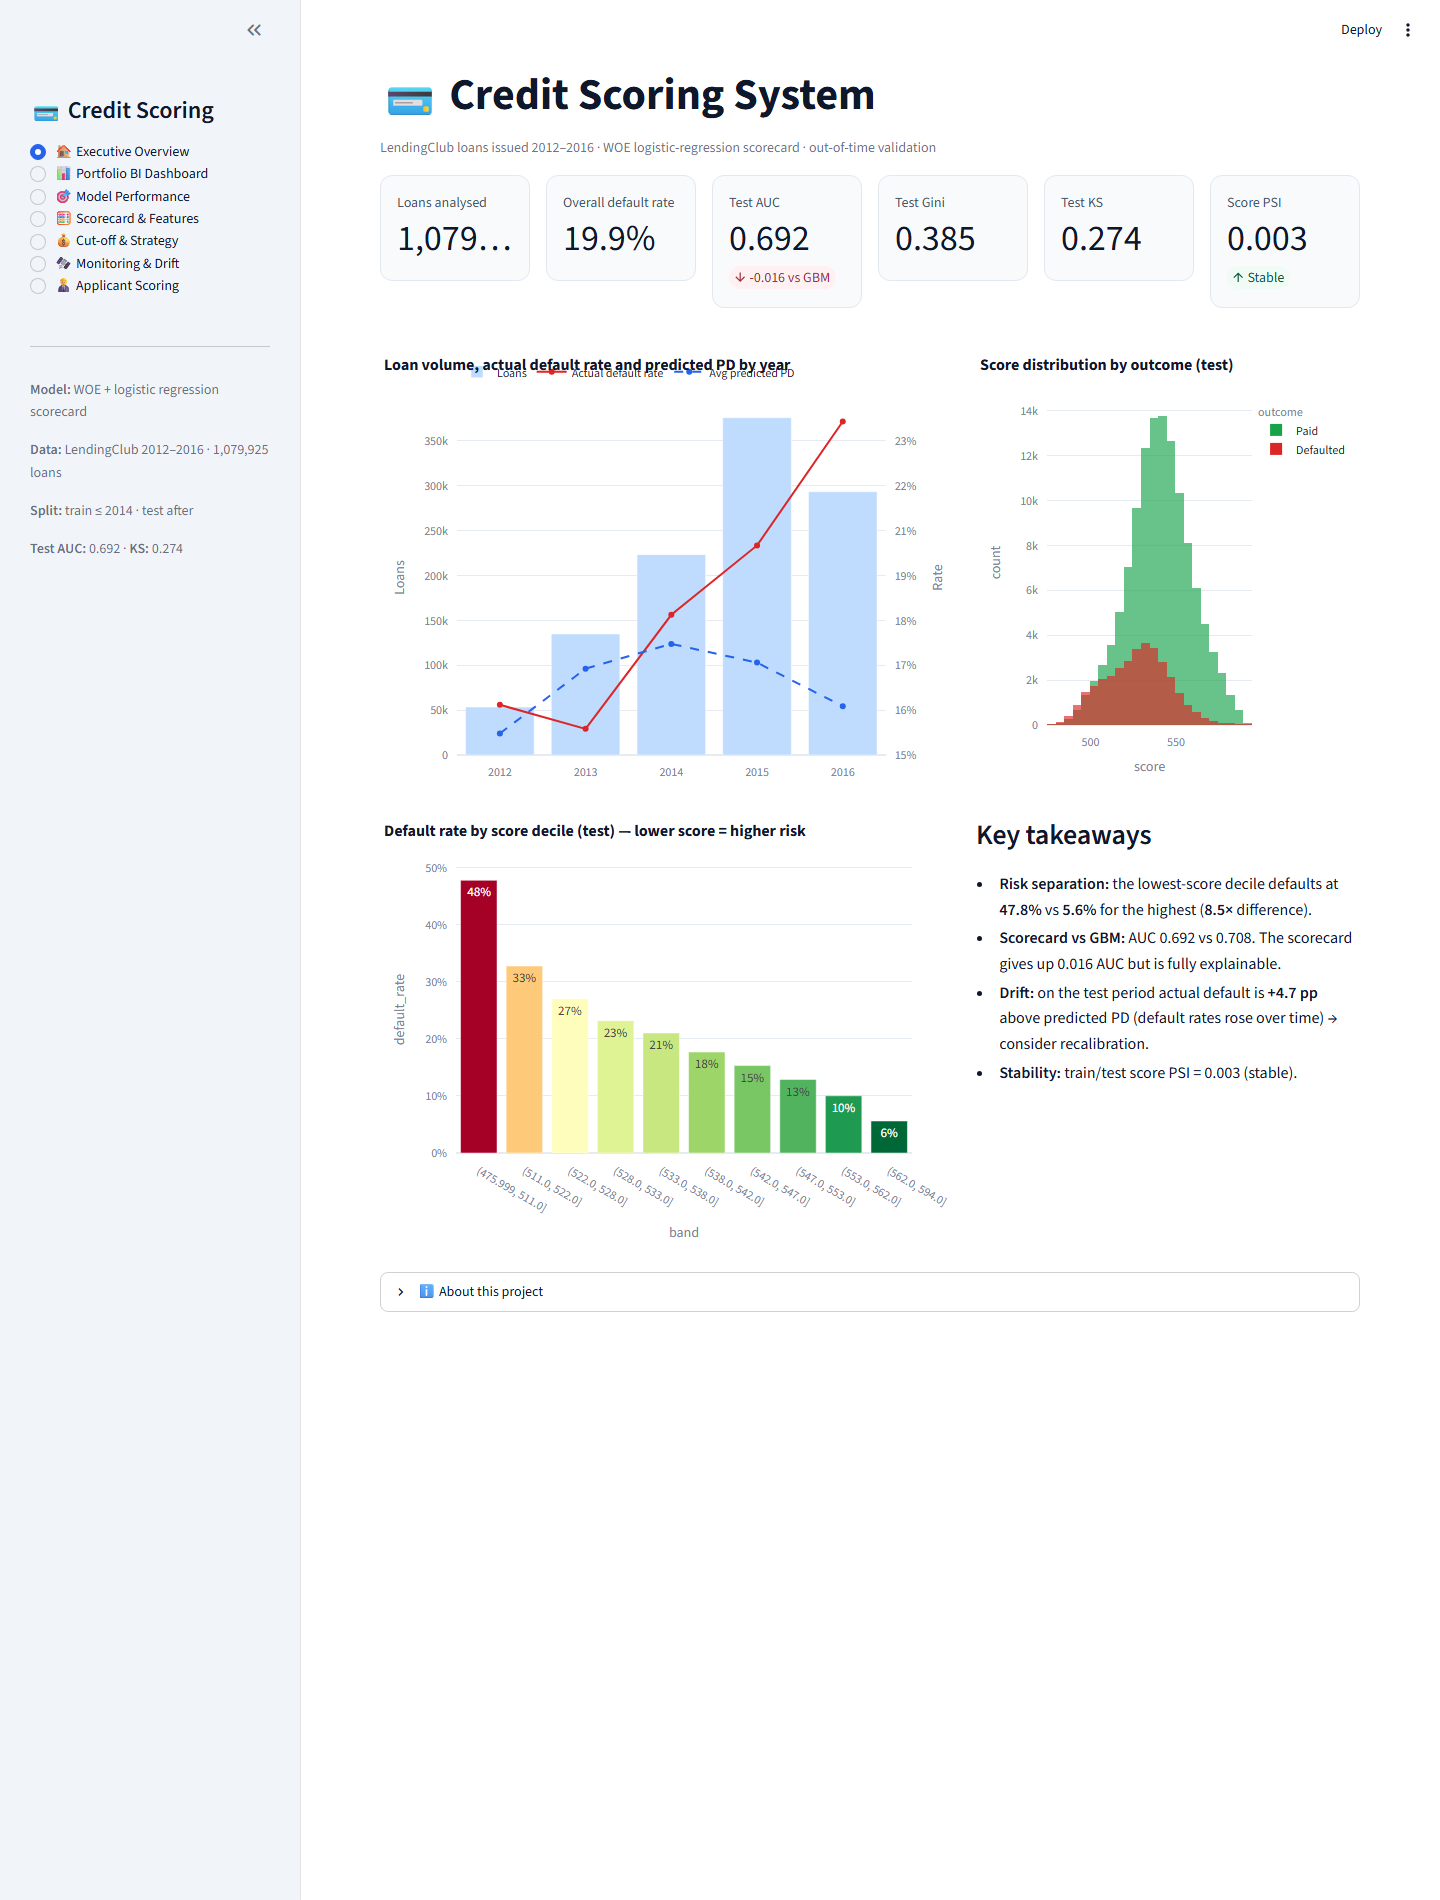 Deploy
Credit Scoring
Executive Overview
Portfolio BI Dashboard
Model Performance
Scorecard & Features
Cut-off & Strategy
Monitoring & Drift
Applicant Scoring
Model: WOE + logistic regression
scorecard
Data: LendingClub 2012–2016 · 1,079,925
loans
Split: train ≤ 2014 · test after
Test AUC: 0.692 · KS: 0.274
Credit Scoring System
LendingClub loans issued 2012–2016 · WOE logistic-regression scorecard · out-of-time validation
Loans analysed
1,079…
Overall default rate
19.9%
Test AUC
0.692
↓ -0.016 vs GBM
Test Gini
0.385
Test KS
0.274
Score PSI
0.003
↑ Stable
Loan volume, actual default rate and predicted PD by year
Loans Actual default rate Avg predicted PD
350k
300k
250k
200k
150k
100k
50k
0
Loans
23%
22%
21%
19%
18%
17%
16%
15%
Rate
2012 2013 2014 2015 2016
Score distribution by outcome (test)
14k
12k
10k
8k
6k
4k
2k
0
count
500 550
score
outcome
Paid
Defaulted
Default rate by score decile (test) — lower score = higher risk
50%
40%
30%
20%
10%
0%
default_rate
48%
33%
27%
23%
21%
18%
15%
13%
10%
6%
(475.999, 511.0]
(511.0, 522.0]
(522.0, 528.0]
(528.0, 533.0]
(533.0, 538.0]
(538.0, 542.0]
(542.0, 547.0]
(547.0, 553.0]
(553.0, 562.0]
(562.0, 594.0]
band
Key takeaways
• Risk separation: the lowest-score decile defaults at
47.8% vs 5.6% for the highest (8.5× difference).
• Scorecard vs GBM: AUC 0.692 vs 0.708. The scorecard
gives up 0.016 AUC but is fully explainable.
• Drift: on the test period actual default is +4.7 pp
above predicted PD (default rates rose over time) →
consider recalibration.
• Stability: train/test score PSI = 0.003 (stable).
About this project